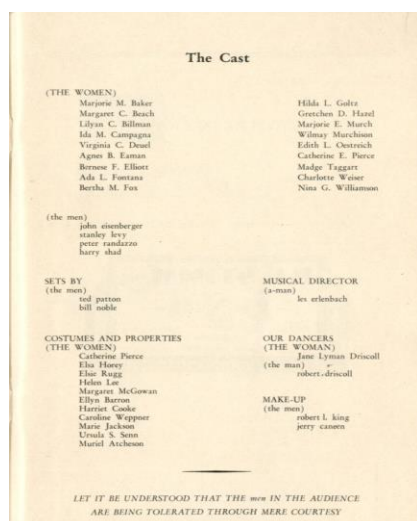 The Cast
(THE WOMEN)
Marjorie M. Baker
Margaret C. Beach
Lilyan C. Billman
Ida M. Campagna
Virginia C. Deuel
Agnes B. Eaman
Bernese F. Elliott
Ada L. Fontana
Bertha M. Fox
Hilda L. Goltz
Gretchen D. Hazel
Marjorie E. Murch
Wilmay Murchison
Edith L. Oestreich
Catherine E. Pierce
Madge Taggart
Charlotte Weiser
Nina G. Williamson
(the men)
john eisenberger
stanley levy
peter randazzo
harry shad
SETS BY
(the men)
ted patton
bill noble
MUSICAL DIRECTOR
(a-man)
les erlenbach
COSTUMES AND PROPERTIES
(THE WOMEN)
Catherine Pierce
Elsa Horey
Elsie Rugg
Helen Lee
Margaret McGowan
Ellyn Barron
Harriet Cooke
Caroline Weppner
Marie Jackson
Ursula S. Senn
Muriel Atcheson
OUR DANCERS
(THE WOMAN)
Jane Lyman Driscoll
(the man)
robert driscoll
MAKE-UP
(the men)
robert l. king
jerry caneen
LET IT BE UNDERSTOOD THAT THE men IN THE AUDIENCE
ARE BEING TOLERATED THROUGH MERE COURTESY